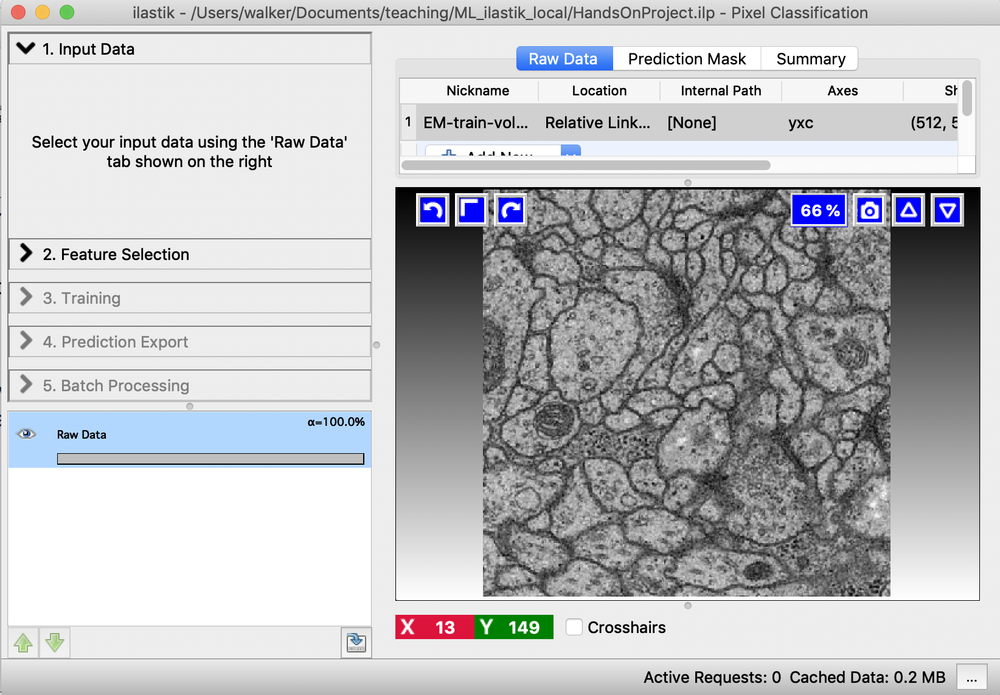 ilastik - /Users/walker/Documents/teaching/ML_ilastik_local/HandsOnProject.ilp - Pixel Classification
1. Input Data
Select your input data using the 'Raw Data'
tab shown on the right
2. Feature Selection
3. Training
4. Prediction Export
5. Batch Processing
α=100.0%
Raw Data
Raw Data Prediction Mask Summary
Nickname Location Internal Path Axes Sh
1 EM-train-vol... Relative Link... [None] yxc (512, 5
Add New...
66 %
X 13 Y 149 Crosshairs
Active Requests: 0 Cached Data: 0.2 MB ...